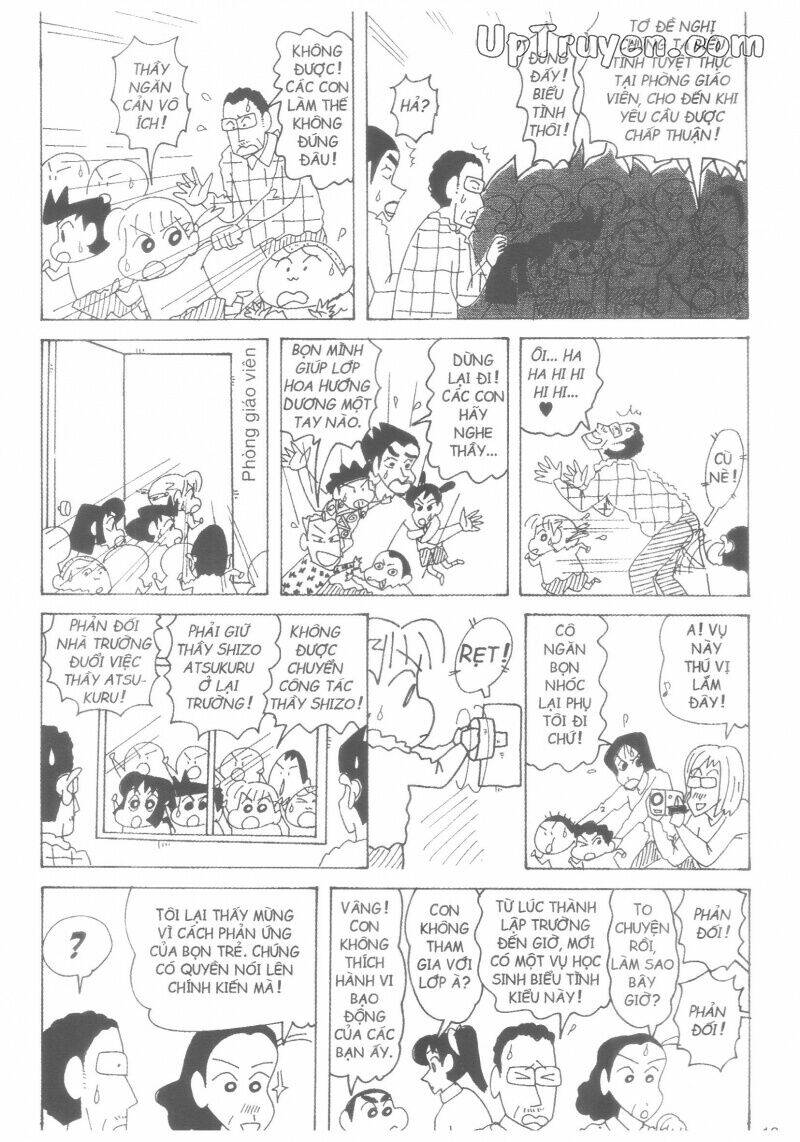 UpTruyen.com
TỚ ĐỀ NGHỊ
TA
TÌNH TUYỆT THỰC
TẠI PHÒNG GIÁO
VIÊN, CHO ĐẾN KHI
YÊU CẦU ĐƯỢC
CHẤP THUẬN!
ĐÚNG
ĐẤY!
BIỂU
TÌNH
THÔI!
HẢ?
KHÔNG
ĐƯỢC!
CÁC CON
LÀM THẾ
KHÔNG
ĐÚNG
ĐÂU!
THẦY
NGĂN
CẢN VÔ
ÍCH!
ÔI... HA
HA HI HI
HI HI...
♥
CÙ
NÈ!
DỪNG
LẠI ĐI!
CÁC CON
HÃY
NGHE
THẦY...
BỌN MÌNH
GIÚP LỚP
HOA HƯỚNG
DƯƠNG MỘT
TAY NÀO.
Phòng giáo viên
A! VỤ
NÀY
THÚ VỊ
LẮM
ĐÂY!
CÔ
NGĂN
BỌN
NHÓC
LẠI PHỤ
TÔI ĐI
CHỨ!
RẸT!
KHÔNG
ĐƯỢC
CHUYỂN
CÔNG TÁC
THẦY SHIZO!
PHẢI GIỮ
THẦY SHIZO
ATSUKURU
Ở LẠI
TRƯỜNG!
PHẢN ĐỐI
NHÀ TRƯỜNG
ĐUỔI VIỆC
THẦY ATSU-
KURU!
PHẢN
ĐỐI!
PHẢN
ĐỐI!
TO
CHUYỆN
RỒI,
LÀM SAO
BÂY
GIỜ?
TỪ LÚC THÀNH
LẬP TRƯỜNG
ĐẾN GIỜ, MỚI
CÓ MỘT VỤ HỌC
SINH BIỂU TÌNH
KIỂU NÀY!
CON
KHÔNG
THAM
GIA VỚI
LỚP À?
VÂNG!
CON
KHÔNG
THÍCH
HÀNH VI
BẠO
ĐỘNG
CỦA CÁC
BẠN ẤY.
TÔI LẠI THẤY MỪNG
VÌ CÁCH PHẢN ỨNG
CỦA BỌN TRẺ. CHÚNG
CÓ QUYỀN NÓI LÊN
CHÍNH KIẾN MÀ!
?